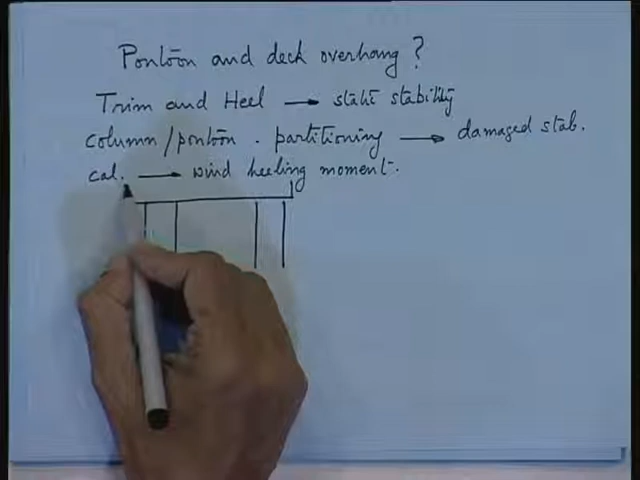 Pontoon and deck overhang ?
Trim and Heel → static stability
column / pontoon . partitioning → damaged stab.
cal. → wind heeling moment.